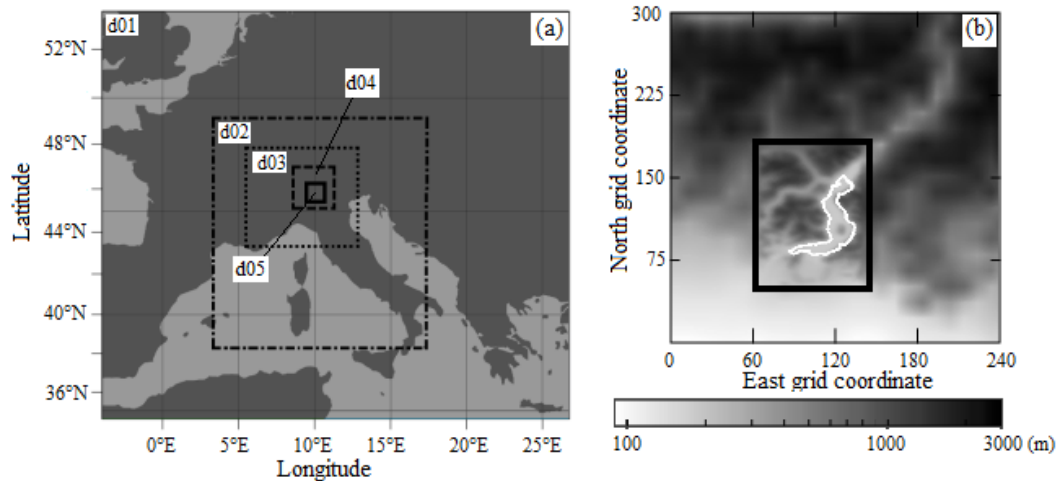 d01
(a)
52°N
48°N
44°N
40°N
36°N
Latitude
d04
d02
d03
d05
0°E
5°E
10°E
15°E
20°E
25°E
Longitude
(b)
300
225
150
75
North grid coordinate
0
60
120
180
240
East grid coordinate
100
1000
3000 (m)